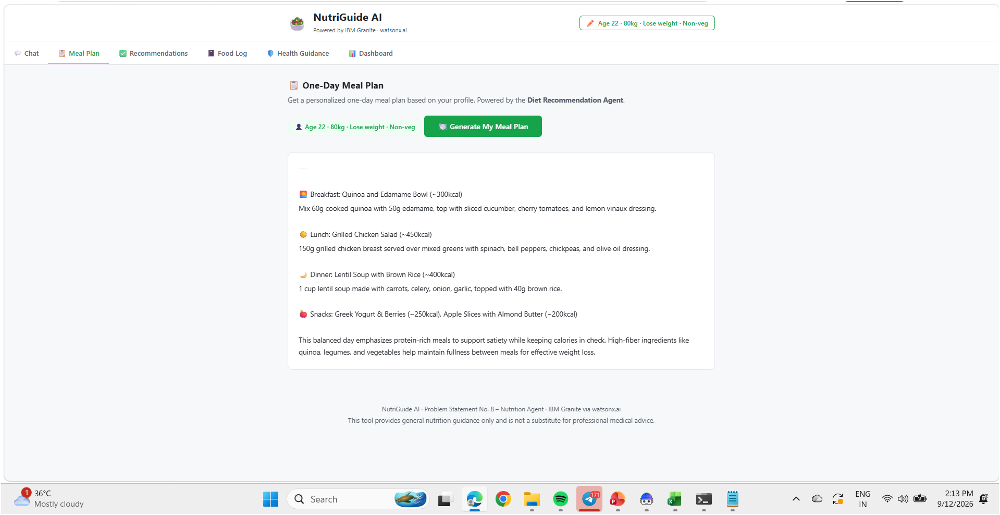 NutriGuide AI
Powered by IBM Granite · watsonx.ai
Age 22 · 80kg · Lose weight · Non-veg
Chat
Meal Plan
Recommendations
Food Log
Health Guidance
Dashboard
One-Day Meal Plan
Get a personalized one-day meal plan based on your profile. Powered by the Diet Recommendation Agent.
Age 22 · 80kg · Lose weight · Non-veg
Generate My Meal Plan
---
Breakfast: Quinoa and Edamame Bowl (~300kcal)
Mix 60g cooked quinoa with 50g edamame, top with sliced cucumber, cherry tomatoes, and lemon vinaux dressing.
Lunch: Grilled Chicken Salad (~450kcal)
150g grilled chicken breast served over mixed greens with spinach, bell peppers, chickpeas, and olive oil dressing.
Dinner: Lentil Soup with Brown Rice (~400kcal)
1 cup lentil soup made with carrots, celery, onion, garlic, topped with 40g brown rice.
Snacks: Greek Yogurt & Berries (~250kcal), Apple Slices with Almond Butter (~200kcal)
This balanced day emphasizes protein-rich meals to support satiety while keeping calories in check. High-fiber ingredients like
quinoa, legumes, and vegetables help maintain fullness between meals for effective weight loss.
NutriGuide AI · Problem Statement No. 8 – Nutrition Agent · IBM Granite via watsonx.ai
This tool provides general nutrition guidance only and is not a substitute for professional medical advice.
1
36°C
Mostly cloudy
Search
171
ENG
IN
2:13 PM
9/12/2026